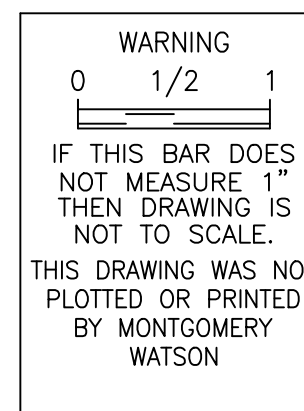 WARNING
0 1/2 1
IF THIS BAR DOES
NOT MEASURE 1"
THEN DRAWING IS
NOT TO SCALE.
THIS DRAWING WAS NO
PLOTTED OR PRINTED
BY MONTGOMERY
WATSON